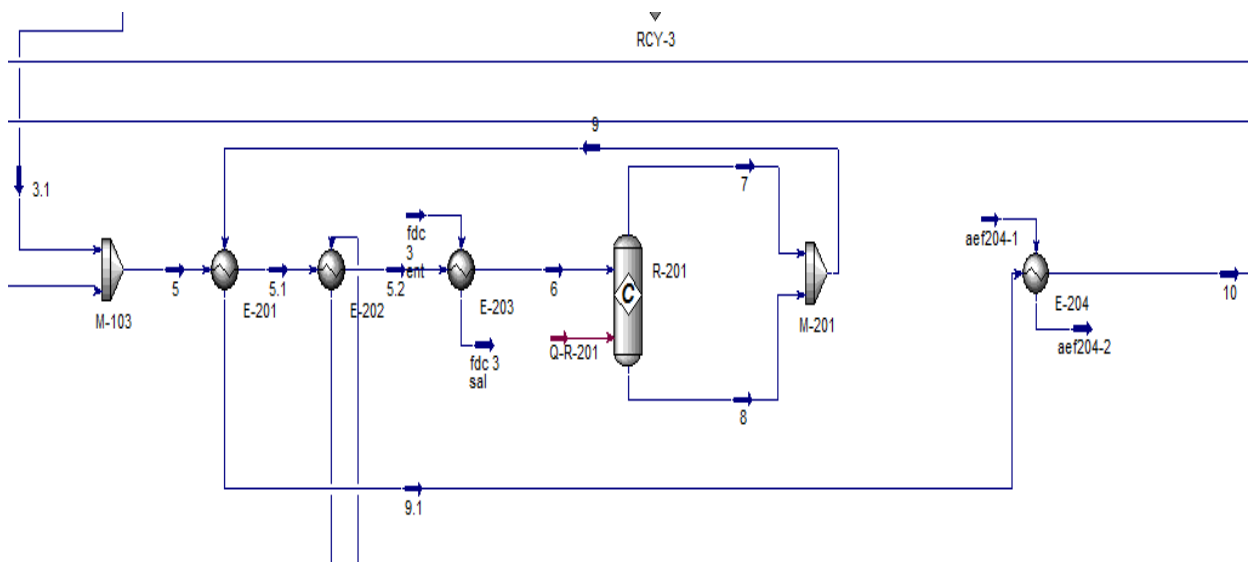 RCY-3
9
3.1
7
fdc
3
ent
aef204-1
R-201
5
5.1
5.2
6
C
E-201
E-202
E-203
M-103
M-201
E-204
10
Q-R-201
fdc 3
sal
aef204-2
8
9.1